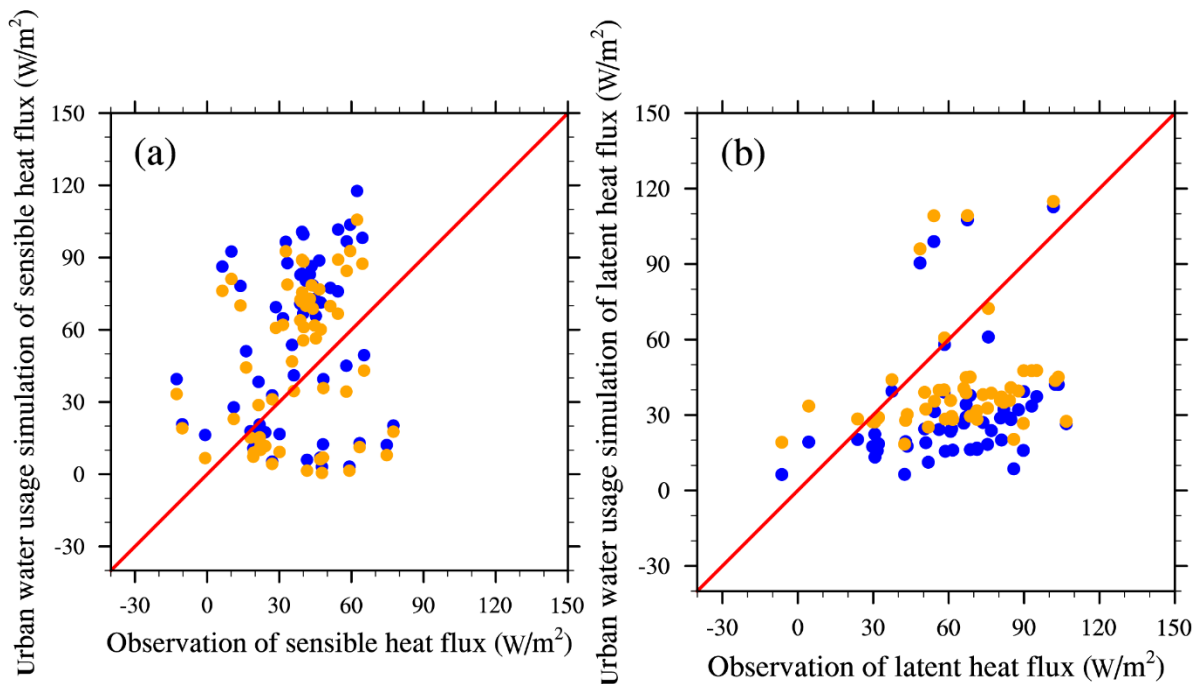 Urban water usage simulation of sensible heat flux (W/m²)
150
120
90
60
30
0
-30
(a)
-30 0 30 60 90 120 150
Observation of sensible heat flux (W/m²)
Urban water usage simulation of latent heat flux (W/m²)
150
120
90
60
30
0
-30
(b)
-30 0 30 60 90 120 150
Observation of latent heat flux (W/m²)